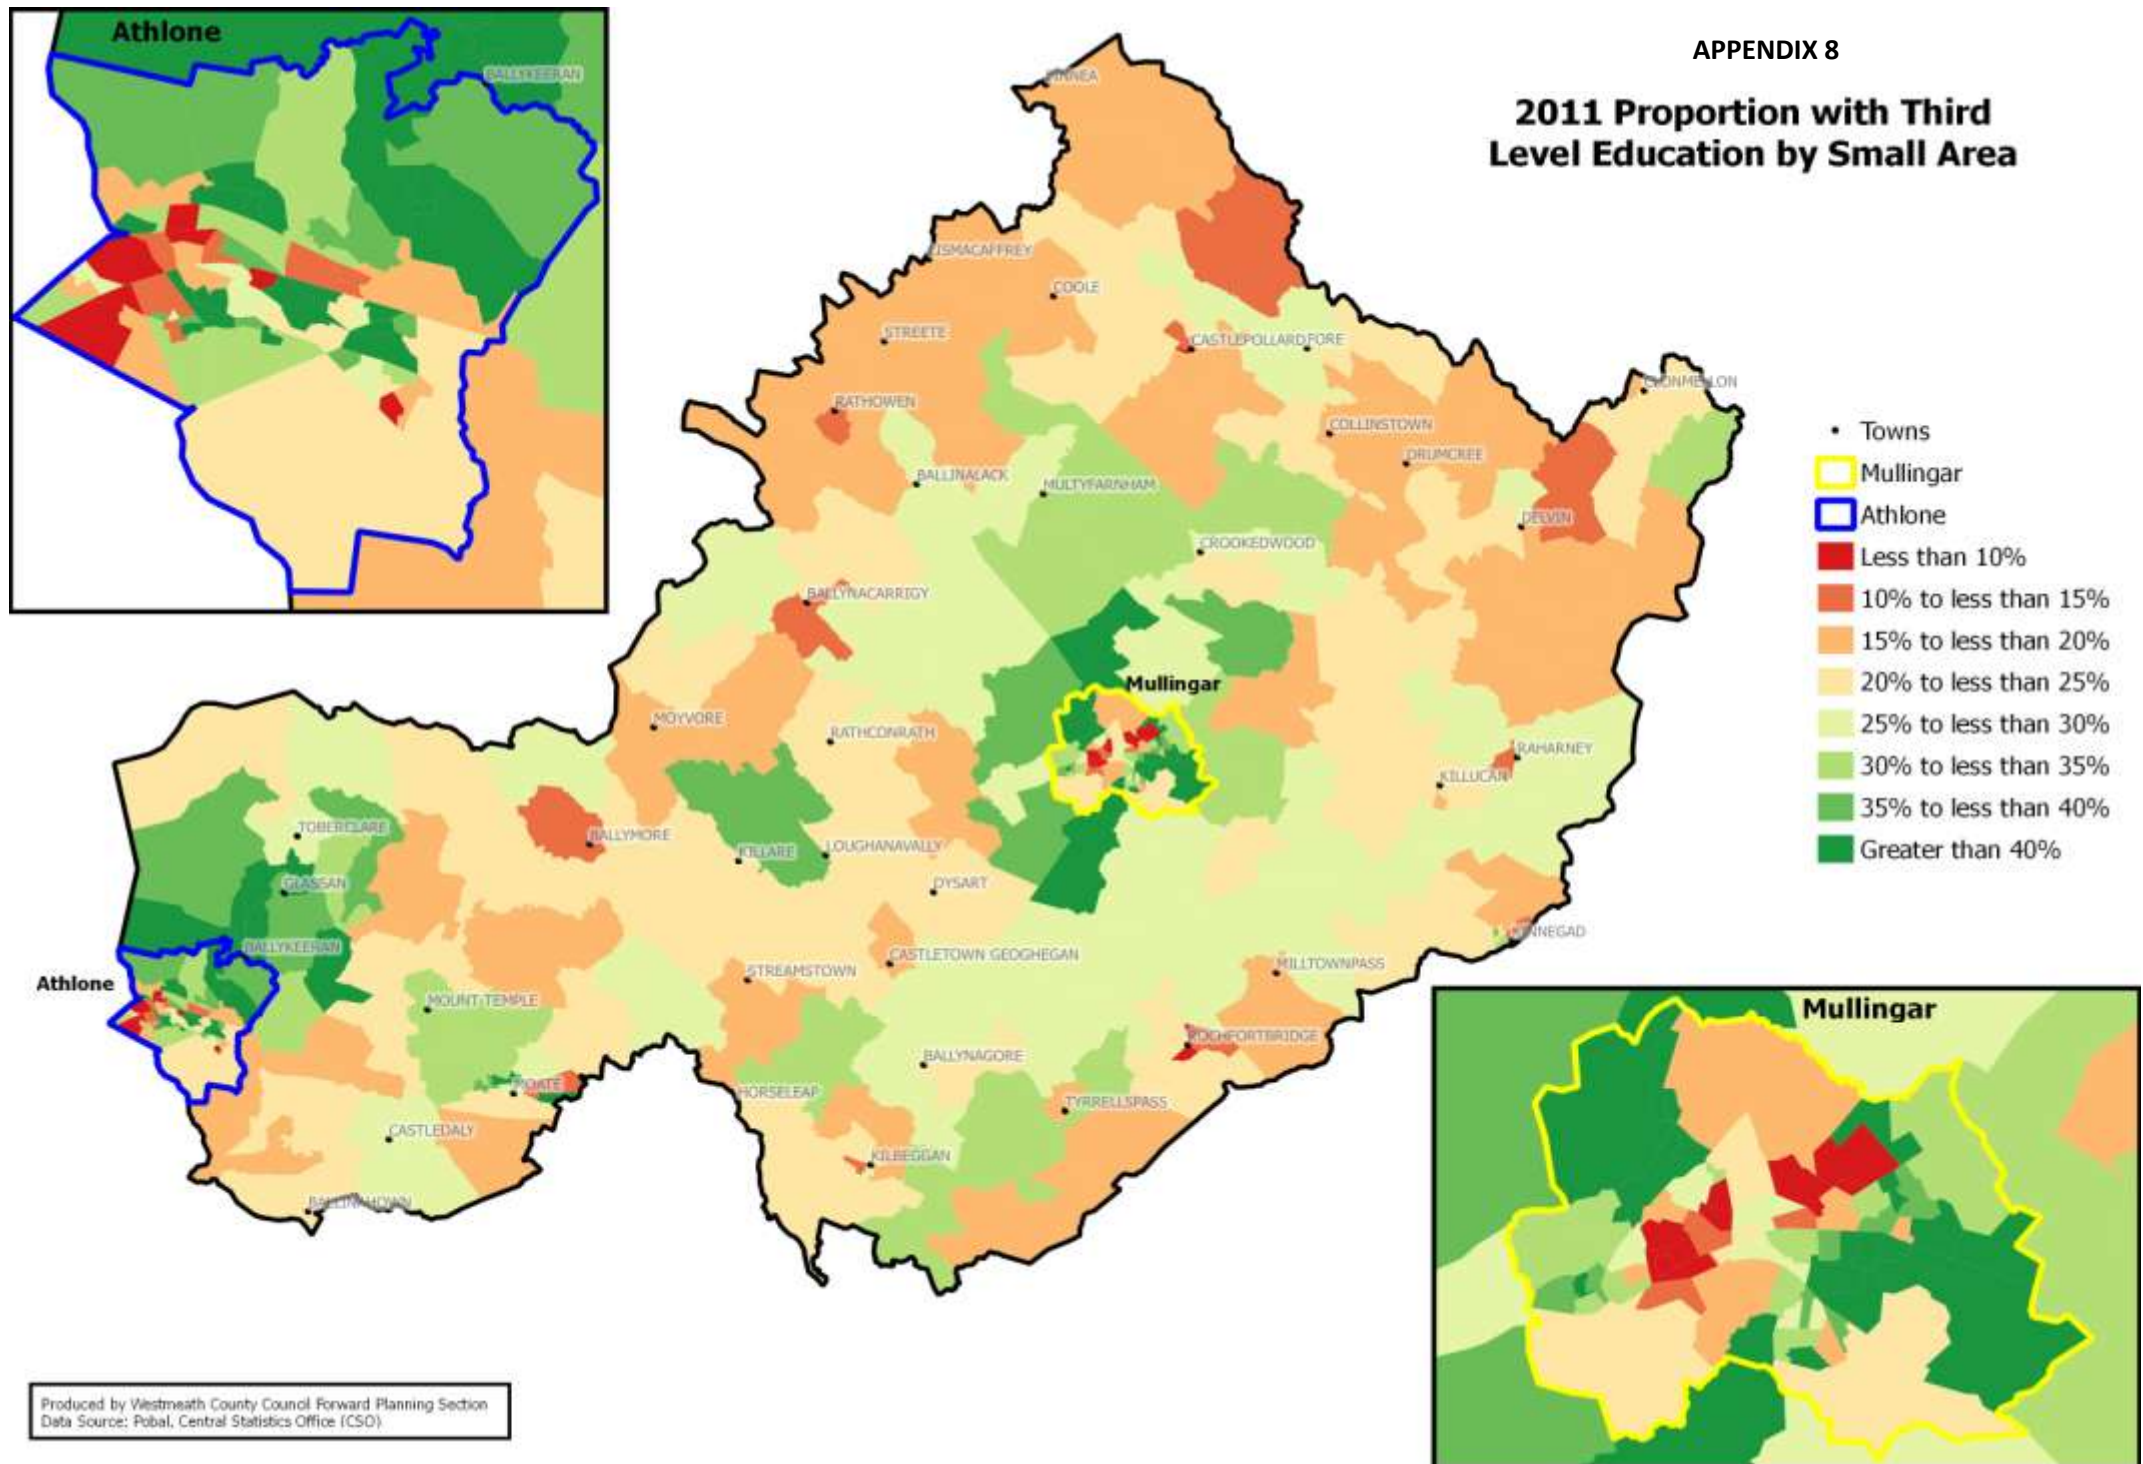 APPENDIX 8
2011 Proportion with Third
Level Education by Small Area
Athlone
BALLYKEERAN
FINNEA
LISMACAFFREY
COOLE
STREETE
CASTLEPOLLARD
FORE
RATHOWEN
CLONMELLON
COLLINSTOWN
DRUMCREE
BALLINALACK
MULTYFARNHAM
DELVIN
CROOKEDWOOD
BALLYNACARRIGY
Mullingar
MOYVORE
RATHCONRATH
RAHARNEY
KILLUCAN
TOBERCLARE
BALLYMORE
KILLARE
LOUGHANAVALLY
GLASSAN
DYSART
KINNEGAD
BALLYKEERAN
CASTLETOWN GEOGHEGAN
MILLTOWNPASS
STREAMSTOWN
Athlone
MOUNT TEMPLE
ROCHFORTBRIDGE
BALLYNAGORE
MOATE
HORSELEAP
TYRRELLSPASS
CASTLEDALY
KILBEGGAN
BALLINAHOWN
Towns
Mullingar
Athlone
Less than 10%
10% to less than 15%
15% to less than 20%
20% to less than 25%
25% to less than 30%
30% to less than 35%
35% to less than 40%
Greater than 40%
Mullingar
Produced by Westmeath County Council Forward Planning Section
Data Source: Pobal, Central Statistics Office (CSO)